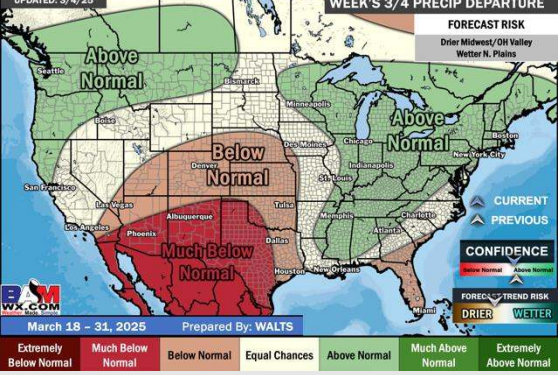 UPDATED: 3/4/25
WEEK'S 3/4 PRECIP DEPARTURE
FORECAST RISK
Drier Midwest/OH Valley
Wetter N. Plains
Above
Normal
Seattle
Bismarck
Minneapolis
Boise
Above
Normal
Boston
Chicago
New York City
Des Moines
Below
Normal
Denver
Indianapolis
St. Louis
San Francisco
Las Vegas
CURRENT
PREVIOUS
Los Angeles
Albuquerque
Tulsa
Memphis
Charlotte
Phoenix
Atlanta
Dallas
Much Below
Normal
CONFIDENCE
Below Normal
Above Normal
Houston
New Orleans
BAM
WX.COM
Weather. Made. Simple.
FORECAST TREND RISK
DRIER
WETTER
Miami
March 18 - 31, 2025
Prepared By: WALTS
Extremely
Below Normal
Much Below
Normal
Below Normal
Equal Chances
Above Normal
Much Above
Normal
Extremely
Above Normal